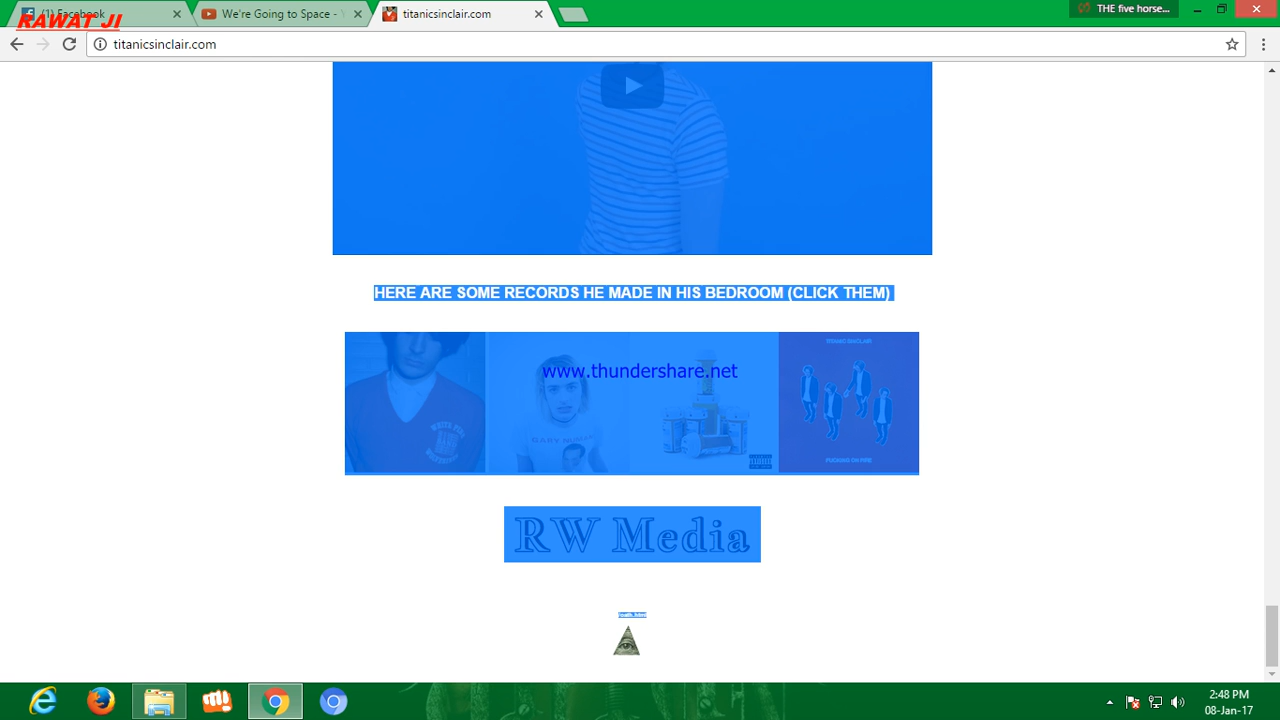 (1) Facebook
RAWAT JI
We're Going to Space - Y
titanicsinclair.com
THE five horse...
titanicsinclair.com
HERE ARE SOME RECORDS HE MADE IN HIS BEDROOM (CLICK THEM)
www.thundershare.net
RW Media
2:48 PM
08-Jan-17